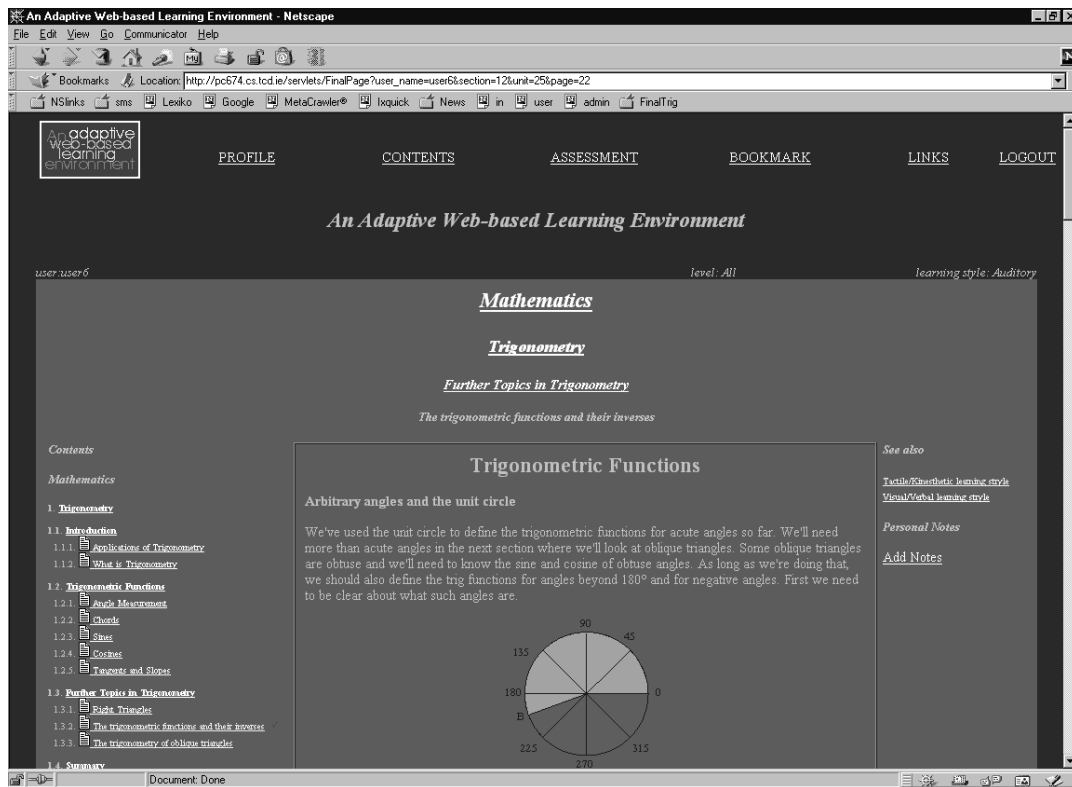 An Adaptive Web-based Learning Environment - Netscape
File Edit View Go Communicator Help
My
N
Bookmarks Location: http://pc674.cs.tcd.ie/servlets/FinalPage?user_name=user6&section=12&unit=25&page=22
NSlinks sms Lexiko Google MetaCrawler® Ixquick News in user admin FinalTrig
An adaptive
web-based
learning
environment
PROFILE CONTENTS ASSESSMENT BOOKMARK LINKS LOGOUT
An Adaptive Web-based Learning Environment
user:user6 level: All learning style: Auditory
Mathematics
Trigonometry
Further Topics in Trigonometry
The trigonometric functions and their inverses
Contents
Mathematics
1. Trigonometry
1.1. Introduction
1.1.1. Applications of Trigonometry
1.1.2. What is Trigonometry
1.2. Trigonometric Functions
1.2.1. Angle Measurement
1.2.2. Chords
1.2.3. Sines
1.2.4. Cosines
1.2.5. Tangents and Slopes
1.3. Further Topics in Trigonometry
1.3.1. Right Triangles
1.3.2. The trigonometric functions and their inverses
1.3.3. The trigonometry of oblique triangles
1.4. Summary
Trigonometric Functions
Arbitrary angles and the unit circle
We've used the unit circle to define the trigonometric functions for acute angles so far. We'll need
more than acute angles in the next section where we'll look at oblique triangles. Some oblique triangles
are obtuse and we'll need to know the sine and cosine of obtuse angles. As long as we're doing that,
we should also define the trig functions for angles beyond 180° and for negative angles. First we need
to be clear about what such angles are.
90
45
135
180
0
B
225
315
270
See also
Tactile/Kinesthetic learning stryle
Visual/Verbal learning stryle
Personal Notes
Add Notes
Document: Done